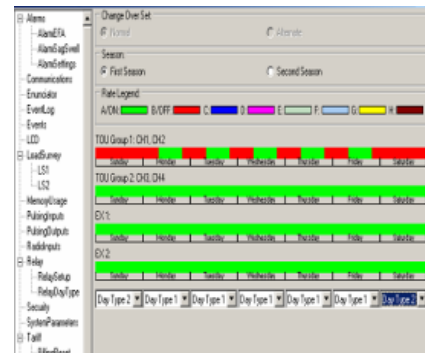 Alarms
AlarmEFA
AlarmSagSwell
AlarmSettings
Communications
Enunciator
EventLog
Events
LCD
LoadSurvey
LS1
LS2
MemoryUsage
PulsingInputs
PulsingOutputs
RadioInputs
Relay
RelaySetup
RelayDayType
Security
SystemParameters
Tariff
BillingReset
Change Over Set
Normal
Alternate
Season
First Season
Second Season
Rate Legend
A/ON: B/OFF: C: D: E: F: G: H:
TOU Group 1: CH1, CH2
Sunday Monday Tuesday Wednesday Thursday Friday Saturday
TOU Group 2: CH3, CH4
Sunday Monday Tuesday Wednesday Thursday Friday Saturday
EX 1:
Sunday Monday Tuesday Wednesday Thursday Friday Saturday
EX 2:
Sunday Monday Tuesday Wednesday Thursday Friday Saturday
Day Type 2 Day Type 1 Day Type 1 Day Type 1 Day Type 1 Day Type 1 Day Type 2